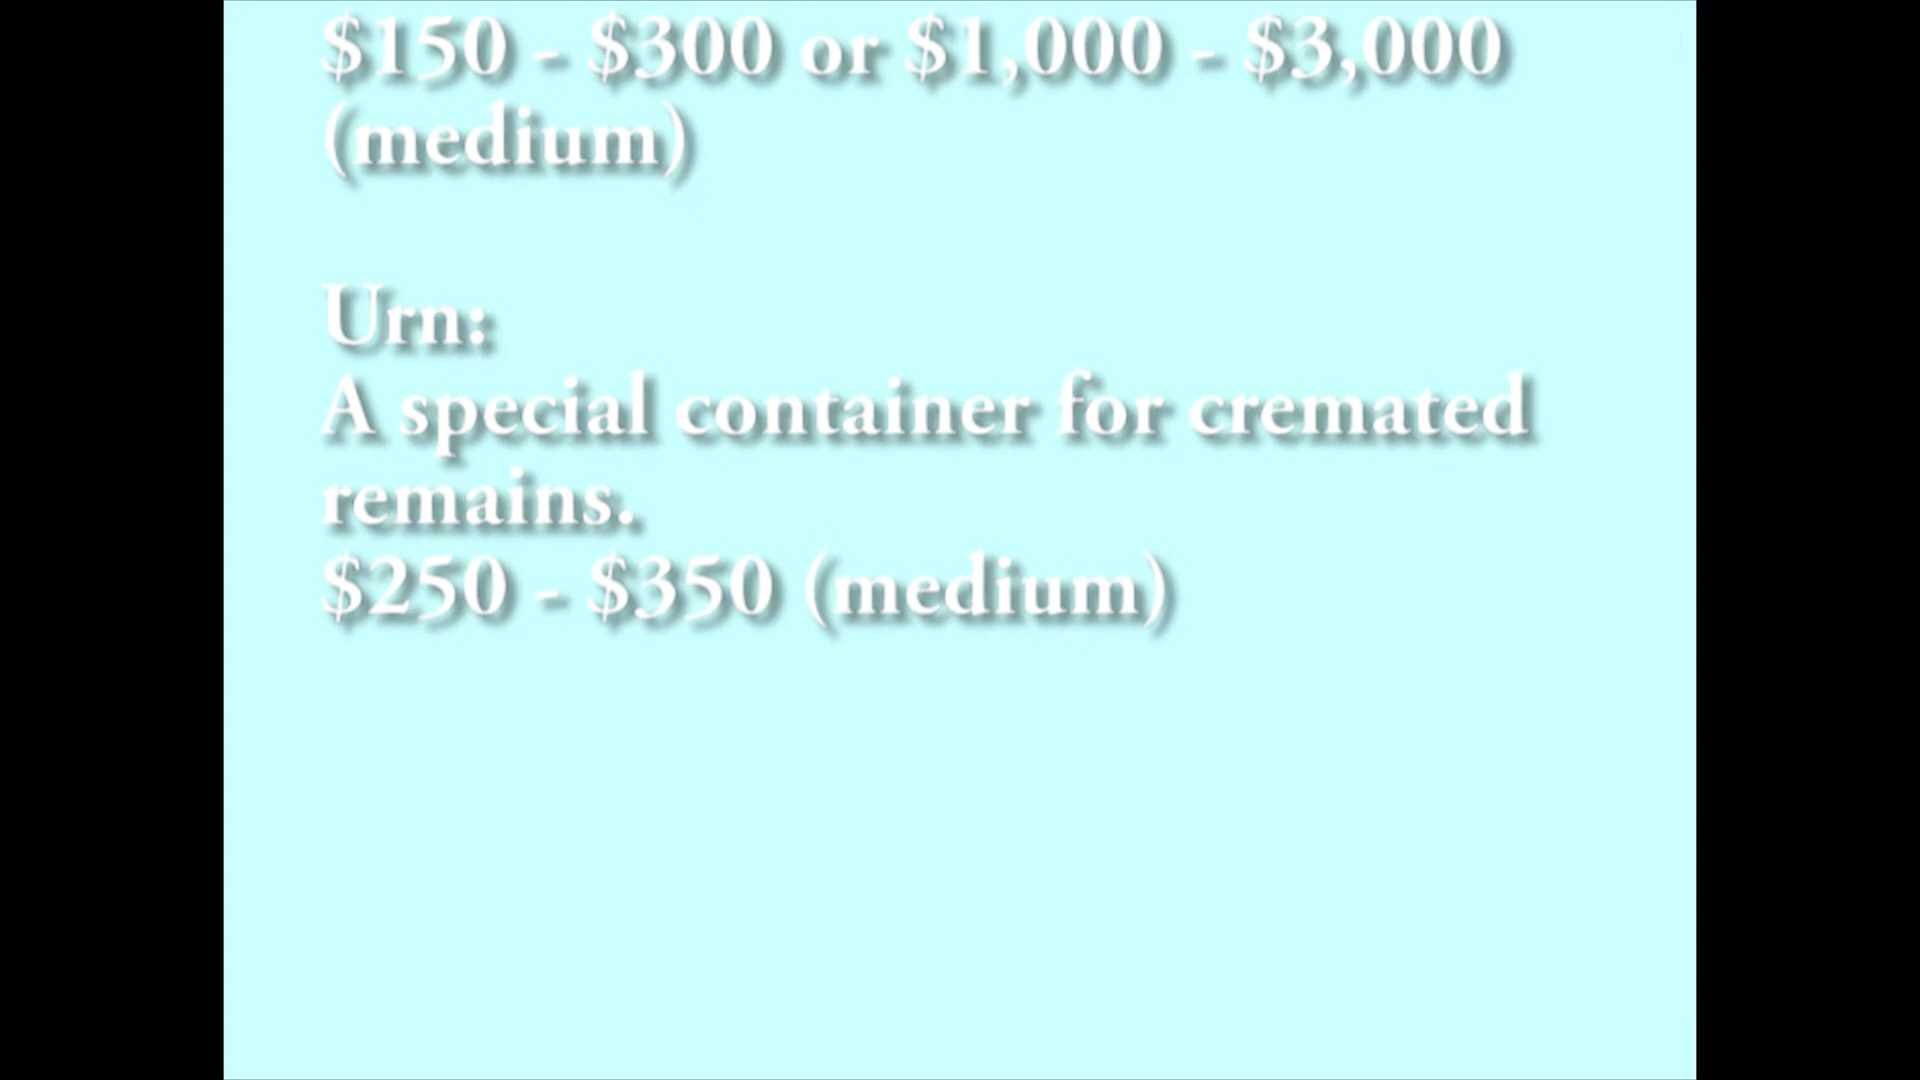 $150 - $300 or $1,000 - $3,000
(medium)
Urn:
A special container for cremated
remains.
$250 - $350 (medium)